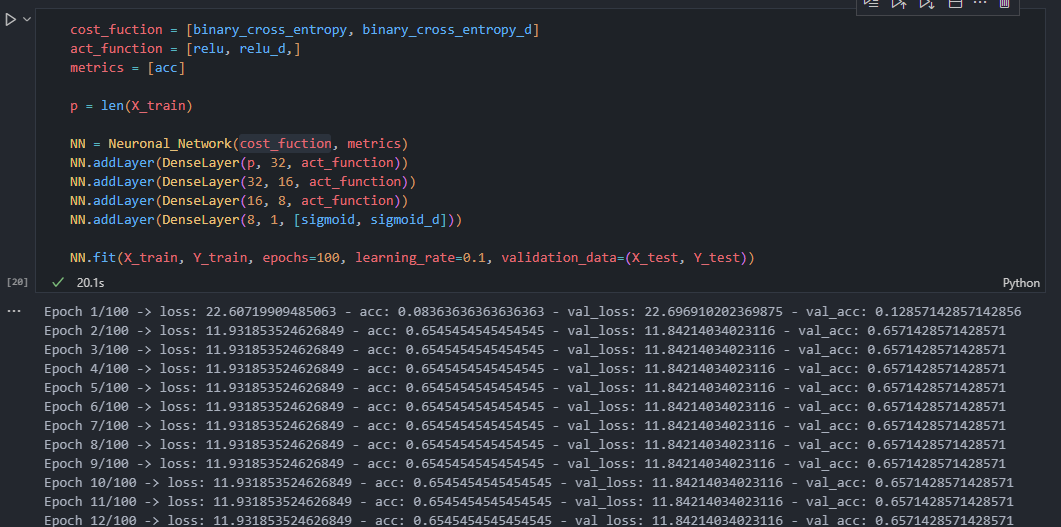 cost_fuction = [binary_cross_entropy, binary_cross_entropy_d]
act_function = [relu, relu_d,]
metrics = [acc]
p = len(X_train)
NN = Neuronal_Network(cost_fuction, metrics)
NN.addLayer(DenseLayer(p, 32, act_function))
NN.addLayer(DenseLayer(32, 16, act_function))
NN.addLayer(DenseLayer(16, 8, act_function))
NN.addLayer(DenseLayer(8, 1, [sigmoid, sigmoid_d]))
NN.fit(X_train, Y_train, epochs=100, learning_rate=0.1, validation_data=(X_test, Y_test))
[20] 20.1s Python
Epoch 1/100 -> loss: 22.60719909485063 - acc: 0.08363636363636363 - val_loss: 22.696910202369875 - val_acc: 0.12857142857142856
Epoch 2/100 -> loss: 11.931853524626849 - acc: 0.6545454545454545 - val_loss: 11.84214034023116 - val_acc: 0.6571428571428571
Epoch 3/100 -> loss: 11.931853524626849 - acc: 0.6545454545454545 - val_loss: 11.84214034023116 - val_acc: 0.6571428571428571
Epoch 4/100 -> loss: 11.931853524626849 - acc: 0.6545454545454545 - val_loss: 11.84214034023116 - val_acc: 0.6571428571428571
Epoch 5/100 -> loss: 11.931853524626849 - acc: 0.6545454545454545 - val_loss: 11.84214034023116 - val_acc: 0.6571428571428571
Epoch 6/100 -> loss: 11.931853524626849 - acc: 0.6545454545454545 - val_loss: 11.84214034023116 - val_acc: 0.6571428571428571
Epoch 7/100 -> loss: 11.931853524626849 - acc: 0.6545454545454545 - val_loss: 11.84214034023116 - val_acc: 0.6571428571428571
Epoch 8/100 -> loss: 11.931853524626849 - acc: 0.6545454545454545 - val_loss: 11.84214034023116 - val_acc: 0.6571428571428571
Epoch 9/100 -> loss: 11.931853524626849 - acc: 0.6545454545454545 - val_loss: 11.84214034023116 - val_acc: 0.6571428571428571
Epoch 10/100 -> loss: 11.931853524626849 - acc: 0.6545454545454545 - val_loss: 11.84214034023116 - val_acc: 0.6571428571428571
Epoch 11/100 -> loss: 11.931853524626849 - acc: 0.6545454545454545 - val_loss: 11.84214034023116 - val_acc: 0.6571428571428571
Epoch 12/100 -> loss: 11.931853524626849 - acc: 0.6545454545454545 - val_loss: 11.84214034023116 - val_acc: 0.6571428571428571